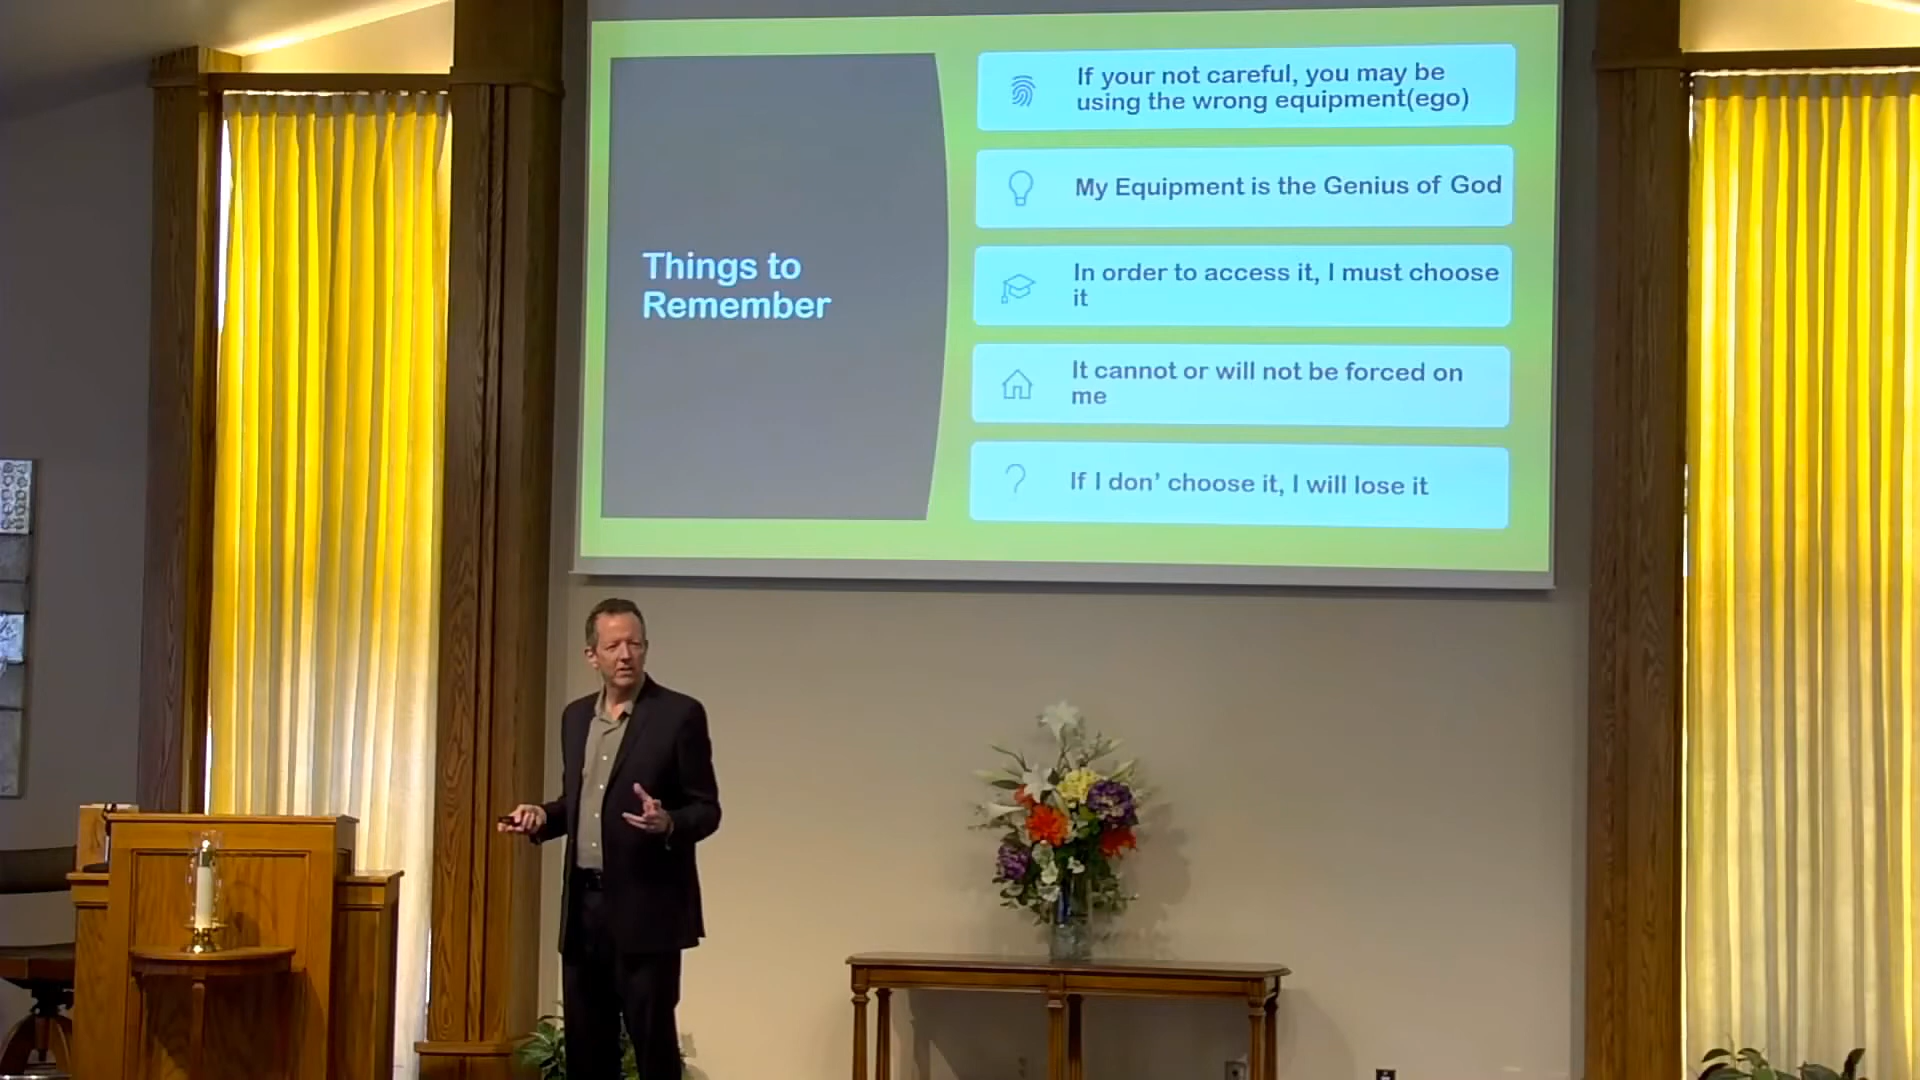 Things to
Remember
If your not careful, you may be
using the wrong equipment(ego)
My Equipment is the Genius of God
In order to access it, I must choose
it
It cannot or will not be forced on
me
If I don’ choose it, I will lose it